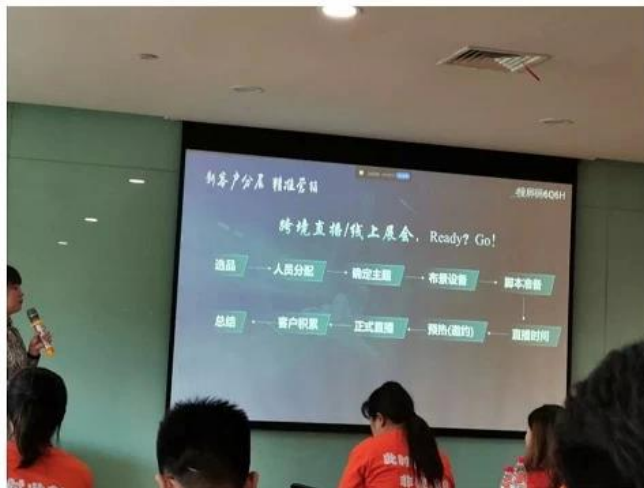 新客户分层 精准营销
跨境直播/线上展会，Ready? Go!
选品 人员分配 确定主题 布景设备 脚本准备
总结 客户积累 正式直播 预热(邀约) 直播时间